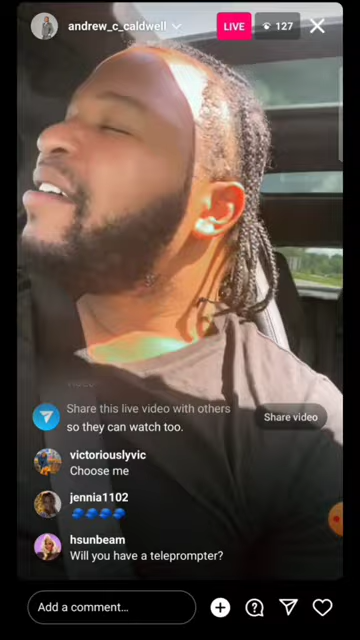 andrew_c_caldwell
LIVE
127
Share this live video with others
so they can watch too.
Share video
victoriouslyvic
Choose me
jennia1102
hsunbeam
Will you have a teleprompter?
Add a comment...